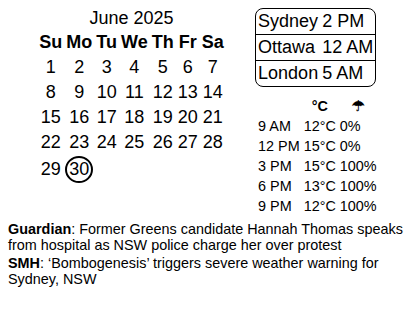 June 2025
Su Mo Tu We Th Fr Sa
1 2 3 4 5 6 7
8 9 10 11 12 13 14
15 16 17 18 19 20 21
22 23 24 25 26 27 28
29 30
Sydney 2 PM
Ottawa 12 AM
London 5 AM
°C ☂
9 AM 12°C 0%
12 PM 15°C 0%
3 PM 15°C 100%
6 PM 13°C 100%
9 PM 12°C 100%
Guardian: Former Greens candidate Hannah Thomas speaks
from hospital as NSW police charge her over protest
SMH: ‘Bombogenesis’ triggers severe weather warning for
Sydney, NSW